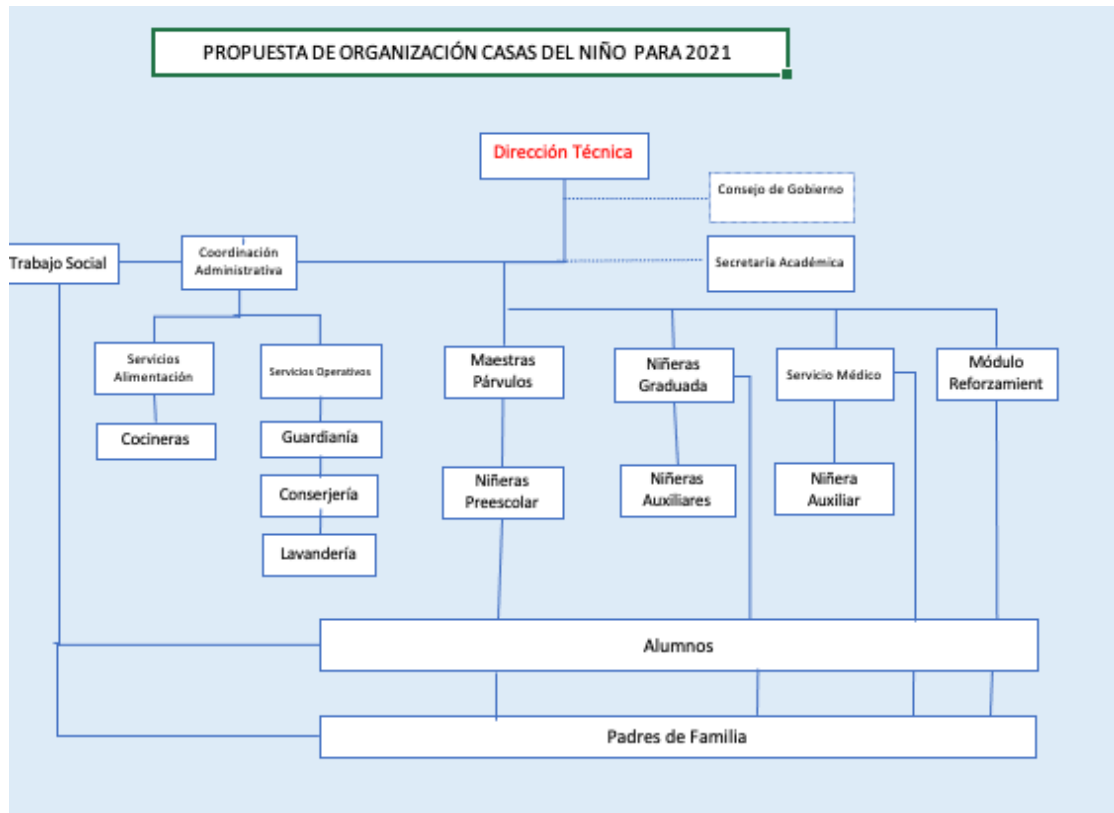 PROPUESTA DE ORGANIZACIÓN CASAS DEL NIÑO PARA 2021
Dirección Técnica
Consejo de Gobierno
Trabajo Social
Coordinación
Administrativa
Secretaría Académica
Servicios
Alimentación
Servicios Operativos
Maestras
Párvulos
Niñeras
Graduada
Servicio Médico
Módulo
Reforzamient
Cocineras
Guardianía
Niñeras
Preescolar
Niñeras
Auxiliares
Niñera
Auxiliar
Conserjería
Lavandería
Alumnos
Padres de Familia